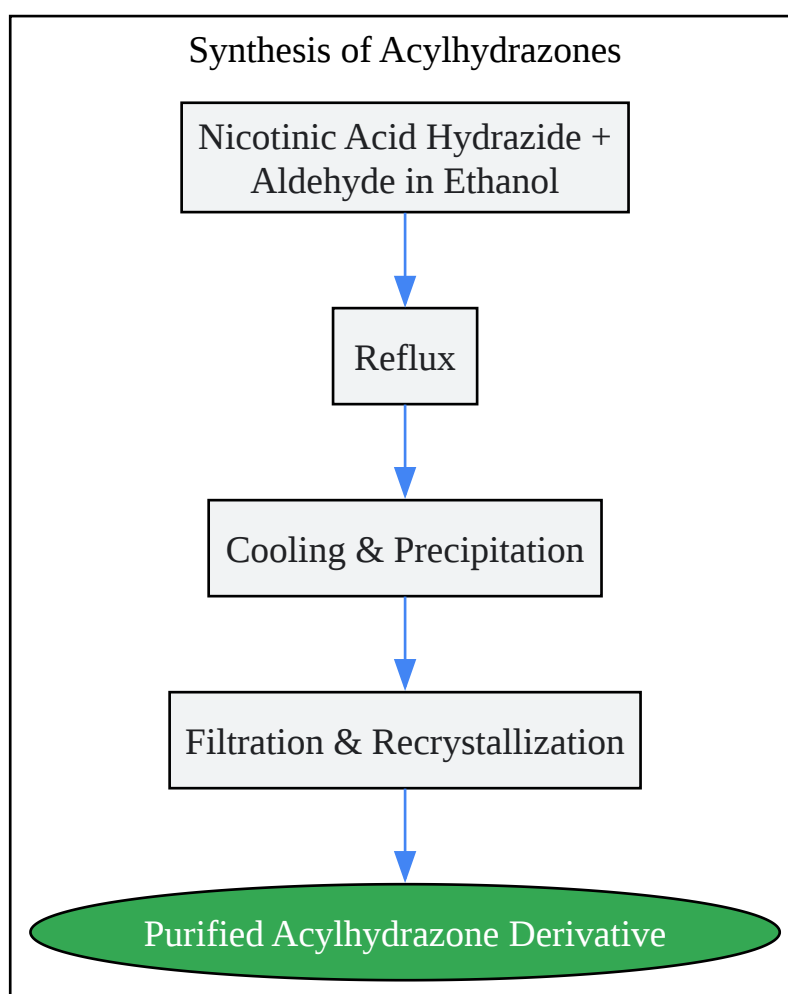 Synthesis of Acylhydrazones
Nicotinic Acid Hydrazide +
Aldehyde in Ethanol
Reflux
Cooling & Precipitation
Filtration & Recrystallization
Purified Acylhydrazone Derivative